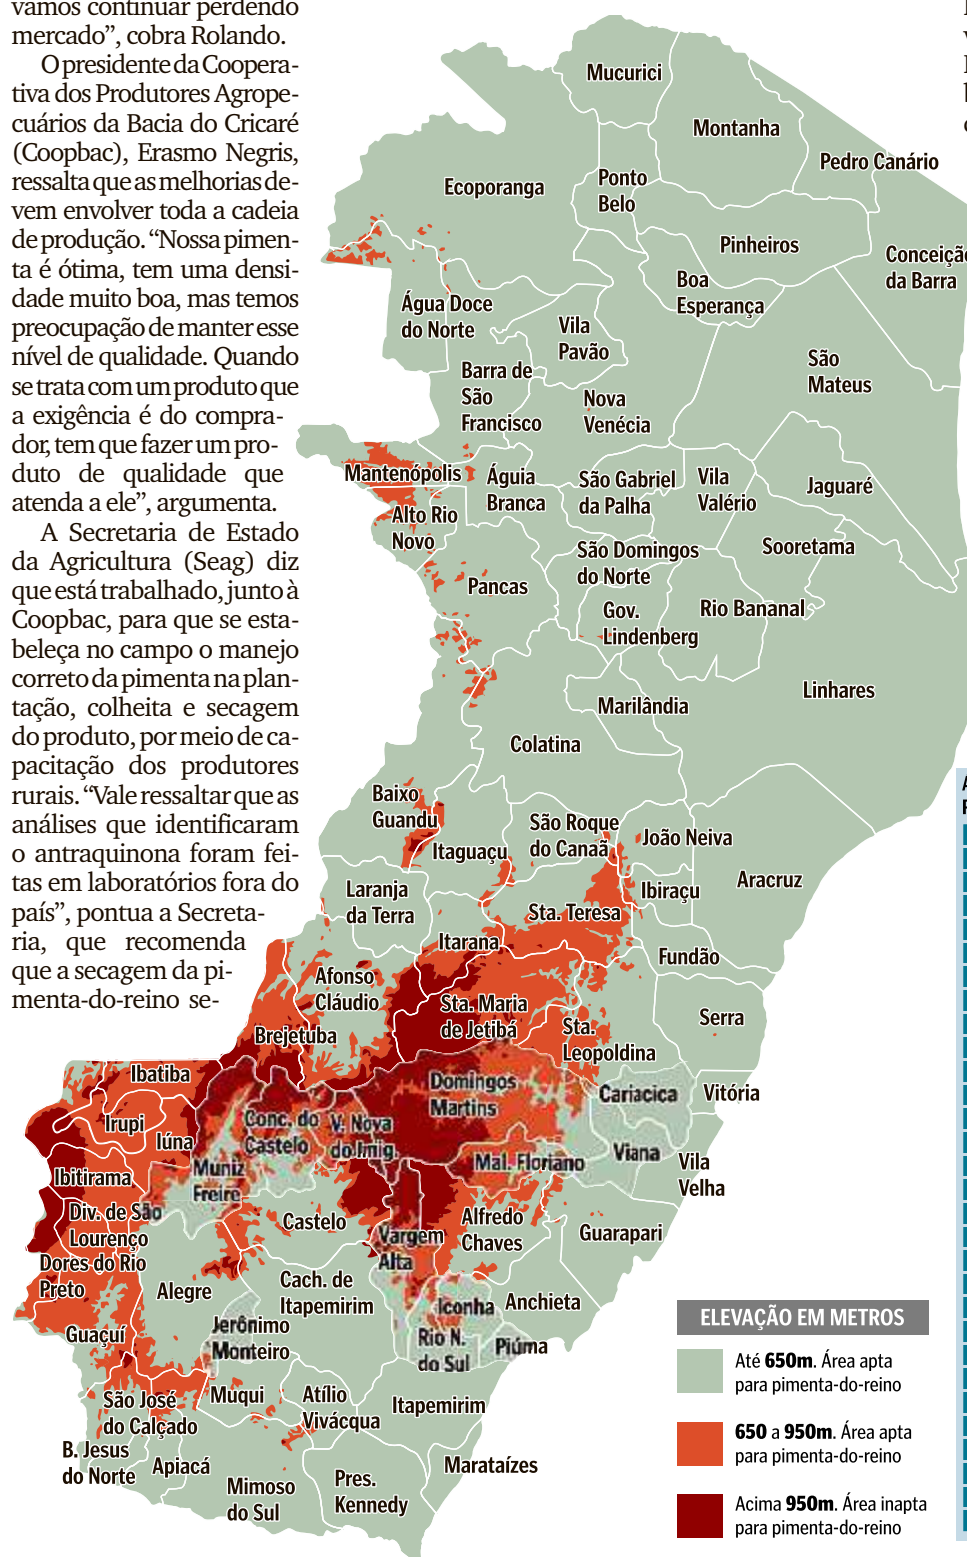 vamos continuar perdendo
mercado”, cobra Rolando.
O presidente da Coopera-
tiva dos Produtores Agrope-
cuários da Bacia do Cricaré
(Coopbac), Erasmo Negris,
ressalta que as melhorias de-
vem envolver toda a cadeia
de produção. “Nossa pimen-
ta é ótima, tem uma densi-
dade muito boa, mas temos
preocupação de manter esse
nível de qualidade. Quando
se trata com um produto que
a exigência é do compra-
dor, tem que fazer um pro-
duto de qualidade que
atenda a ele”, argumenta.
A Secretaria de Estado
da Agricultura (Seag) diz
que está trabalhado, junto à
Coopbac, para que se esta-
beleça no campo o manejo
correto da pimenta na plan-
tação, colheita e secagem
do produto, por meio de ca-
pacitação dos produtores
rurais. “Vale ressaltar que as
análises que identificaram
o antraquinona foram fei-
tas em laboratórios fora do
país”, pontua a Secreta-
ria, que recomenda
que a secagem da pi-
menta-do-reino se-
Mucurici
Montanha
Pedro Canário
Ecoporanga
Ponto
Belo
Pinheiros
Conceição
da Barra
Boa
Esperança
Água Doce
do Norte
Vila
Pavão
São
Mateus
Barra de
São
Francisco
Nova
Venécia
Mantenópolis
Águia
Branca
São Gabriel
da Palha
Vila
Valério
Jaguaré
Alto Rio
Novo
São Domingos
do Norte
Sooretama
Pancas
Gov.
Lindenberg
Rio Bananal
Linhares
Marilândia
Colatina
Baixo
Guandu
São Roque
do Canaã
João Neiva
Itaguaçu
Laranja
da Terra
Ibiraçu
Aracruz
Sta. Teresa
Itarana
Fundão
Afonso
Cláudio
Sta. Maria
de Jetibá
Serra
Brejetuba
Sta.
Leopoldina
Ibatiba
Domingos
Martins
Cariacica
Vitória
Irupi
Iúna
Conc. do
Castelo
V. Nova
do Imig.
Viana
Mal. Floriano
Vila
Velha
Muniz
Freire
Ibitirama
Div. de São
Lourenço
Castelo
Alfredo
Chaves
Guarapari
Vargem
Alta
Dores do Rio
Preto
Alegre
Cach. de
Itapemirim
Iconha
Anchieta
Guaçuí
Jerônimo
Monteiro
Rio N.
do Sul
Piúma
São José
do Calçado
Muqui
Atílio
Vivácqua
Itapemirim
B. Jesus
do Norte
Apiacá
Mimoso
do Sul
Pres.
Kennedy
Marataízes
ELEVAÇÃO EM METROS
Até 650m. Área apta
para pimenta-do-reino
650 a 950m. Área apta
para pimenta-do-reino
Acima 950m. Área inapta
para pimenta-do-reino